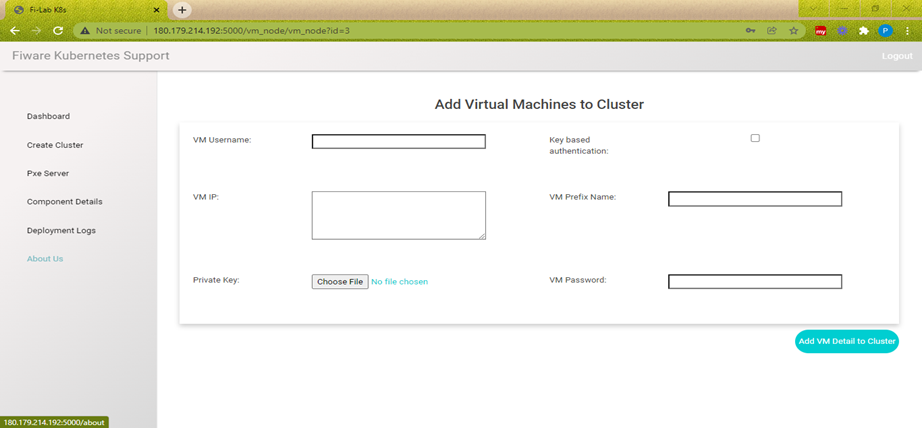 Fi-Lab K8s
Not secure | 180.179.214.192:5000/vm_node/vm_node?id=3
my
P
Fiware Kubernetes Support
Logout
Add Virtual Machines to Cluster
Dashboard
Create Cluster
Pxe Server
Component Details
Deployment Logs
About Us
VM Username:
Key based
authentication:
VM IP:
VM Prefix Name:
Private Key:
Choose File No file chosen
VM Password:
Add VM Detail to Cluster
180.179.214.192:5000/about